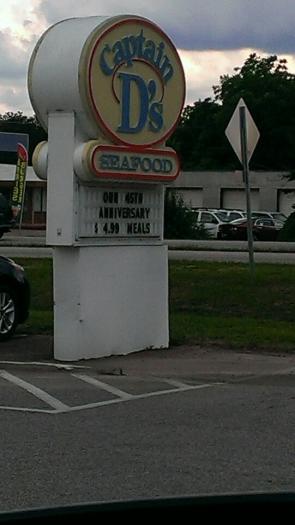 Captain
D's
SEAFOOD
OUR 45TH
ANNIVERSARY
$ 4.99 MEALS